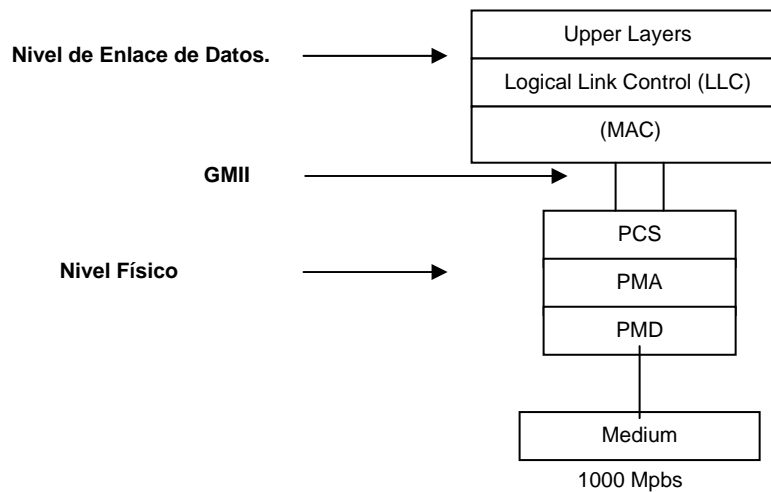 Upper Layers
Nivel de Enlace de Datos.
Logical Link Control (LLC)
(MAC)
GMII
PCS
Nivel Físico
PMA
PMD
Medium
1000 Mpbs